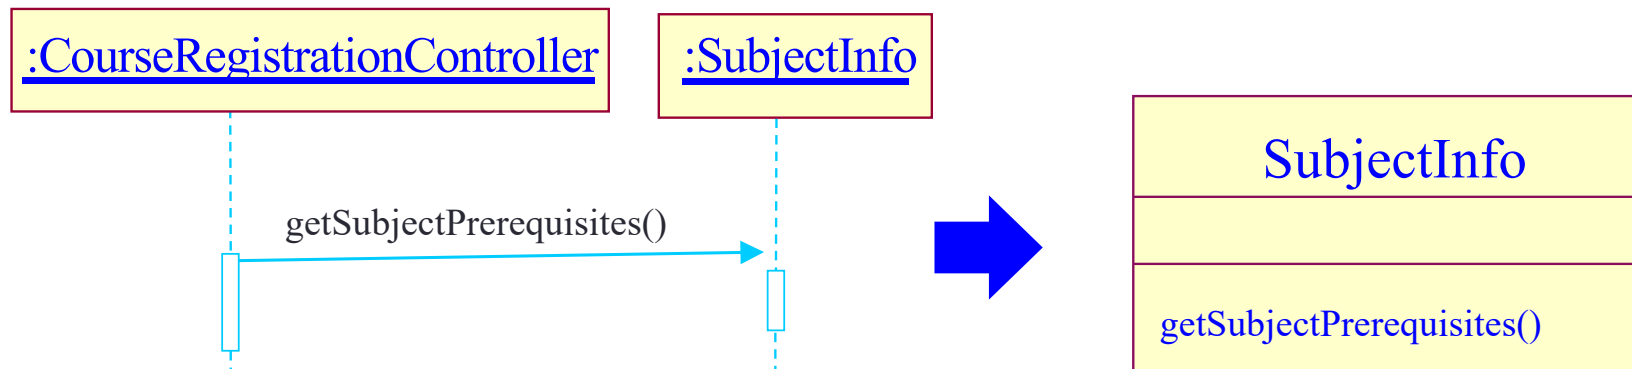 :CourseRegistrationController
:SubjectInfo
getSubjectPrerequisites()
SubjectInfo
getSubjectPrerequisites()